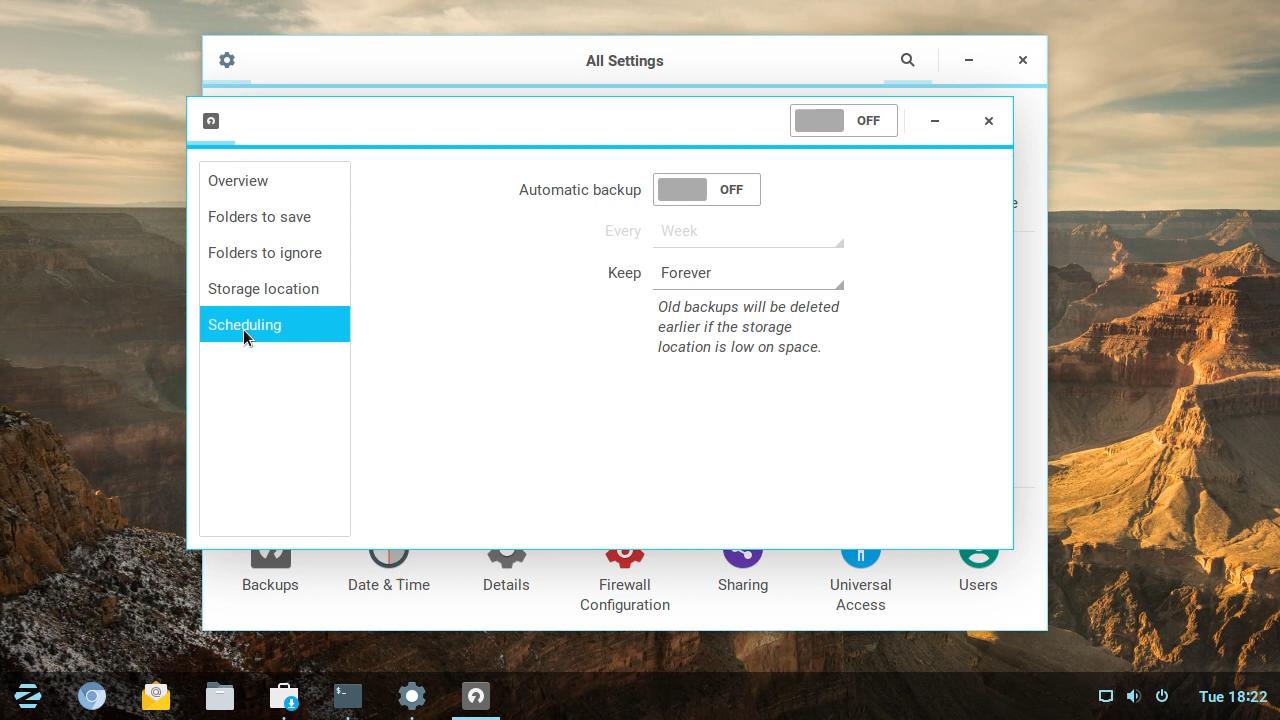 All Settings
OFF
Overview
Folders to save
Folders to ignore
Storage location
Scheduling
Automatic backup
OFF
Every
Week
Keep
Forever
Old backups will be deleted
earlier if the storage
location is low on space.
Backups
Date & Time
Details
Firewall
Configuration
Sharing
Universal
Access
Users
Tue 18:22